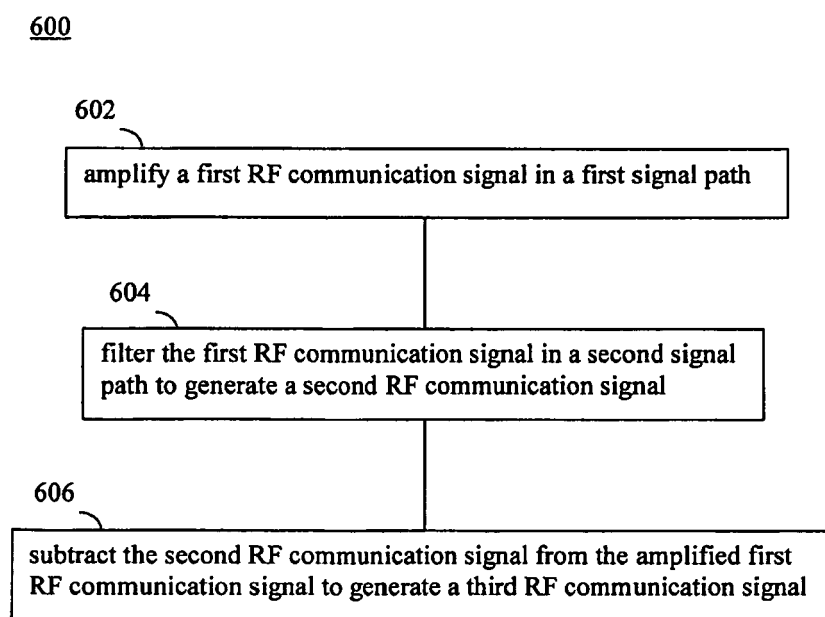 600
602
amplify a first RF communication signal in a first signal path
604
filter the first RF communication signal in a second signal
path to generate a second RF communication signal
606
subtract the second RF communication signal from the amplified first
RF communication signal to generate a third RF communication signal